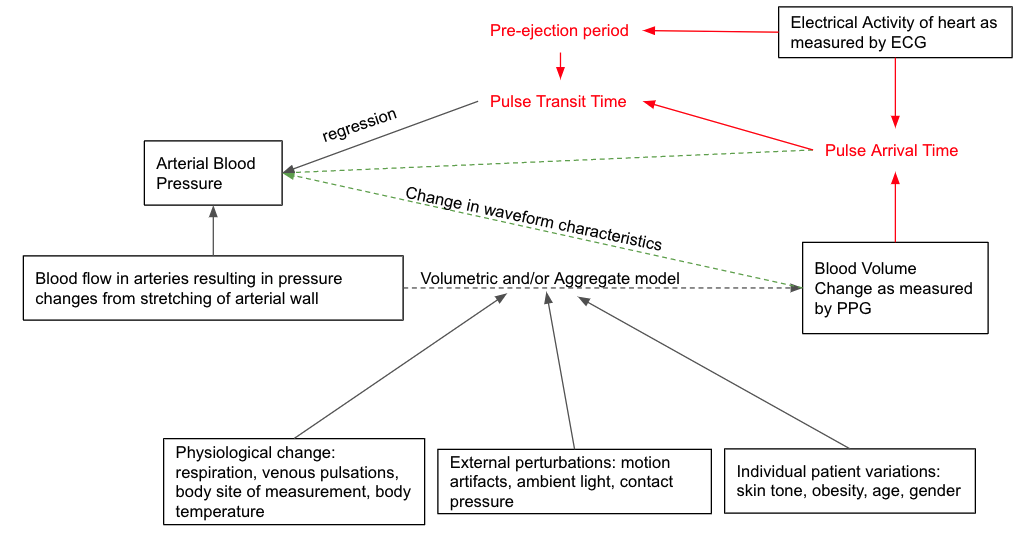 Electrical Activity of heart as
measured by ECG
Pre-ejection period
Pulse Transit Time
regression
Pulse Arrival Time
Arterial Blood
Pressure
Change in waveform characteristics
Blood flow in arteries resulting in pressure
changes from stretching of arterial wall
Volumetric and/or Aggregate model
Blood Volume
Change as measured
by PPG
Physiological change:
respiration, venous pulsations,
body site of measurement, body
temperature
External perturbations: motion
artifacts, ambient light, contact
pressure
Individual patient variations:
skin tone, obesity, age, gender